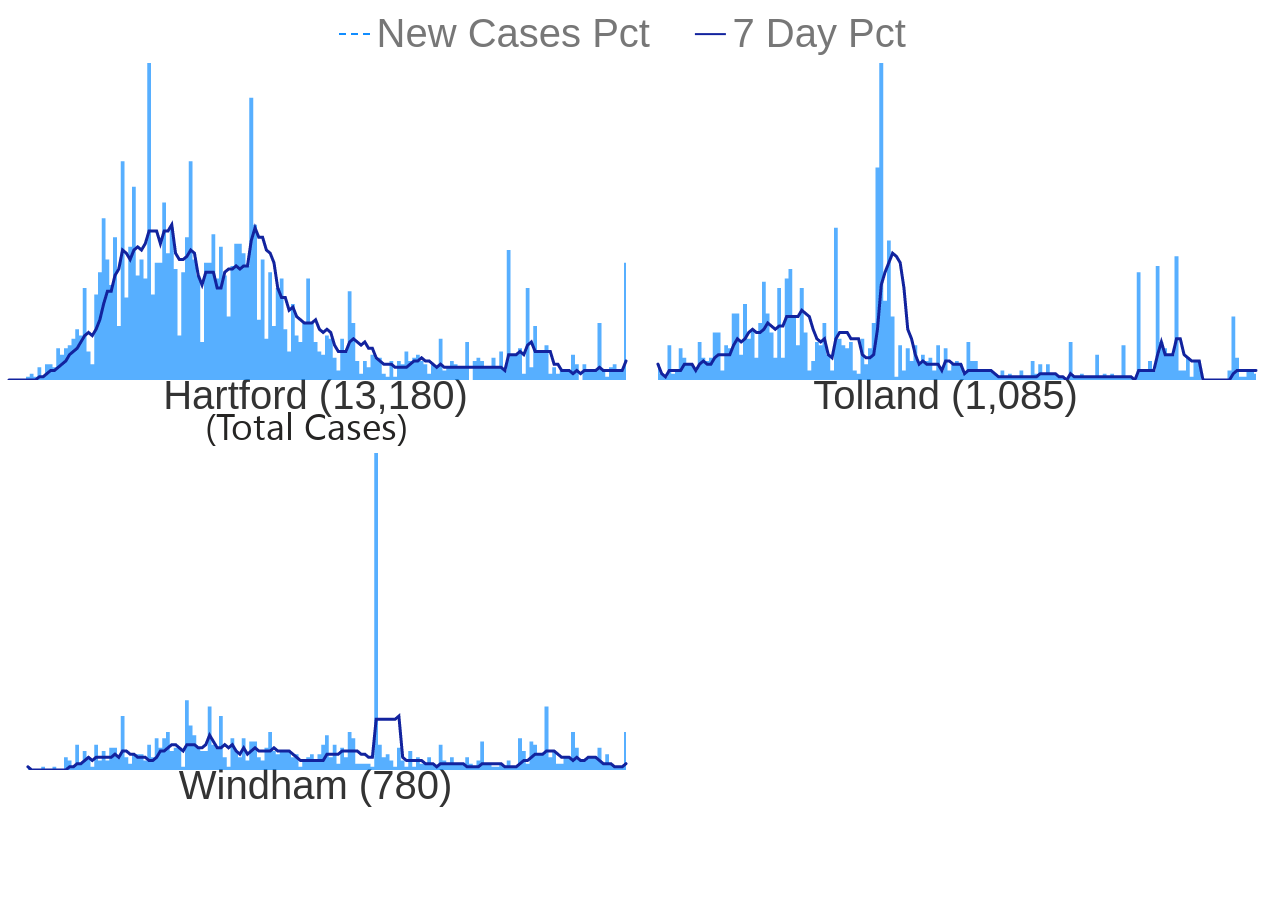 New Cases Pct 7 Day Pct
Hartford (13,180) Tolland (1,085)
(Total Cases)
Windham (780)